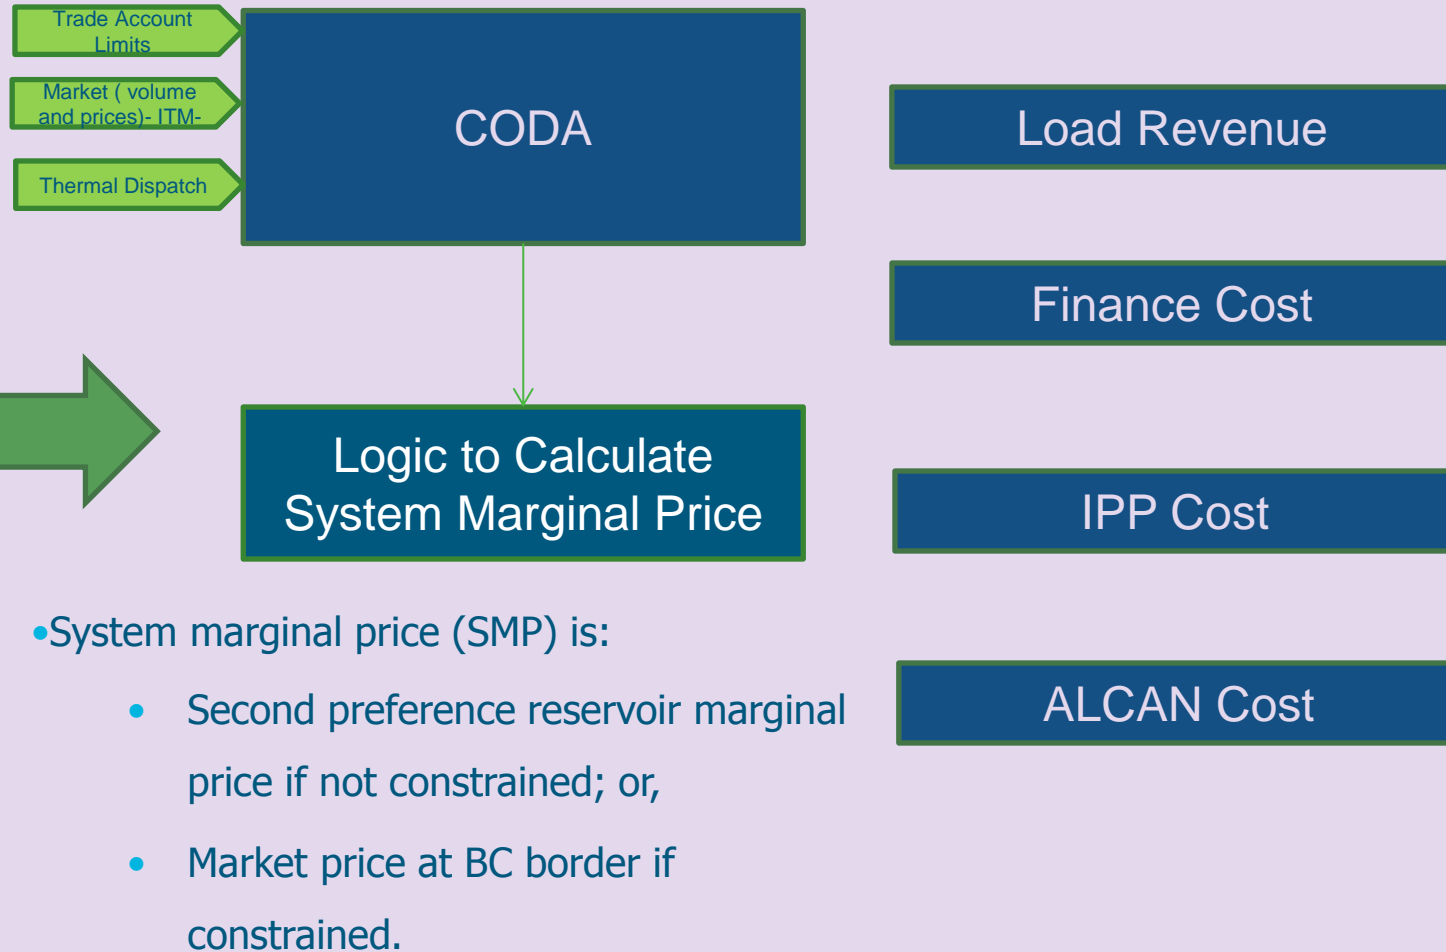 Trade Account
Limits
Market ( volume
and prices)- ITM-
Thermal Dispatch
CODA
Logic to Calculate
System Marginal Price
Load Revenue
Finance Cost
IPP Cost
ALCAN Cost
•System marginal price (SMP) is:
• Second preference reservoir marginal
price if not constrained; or,
• Market price at BC border if
constrained.